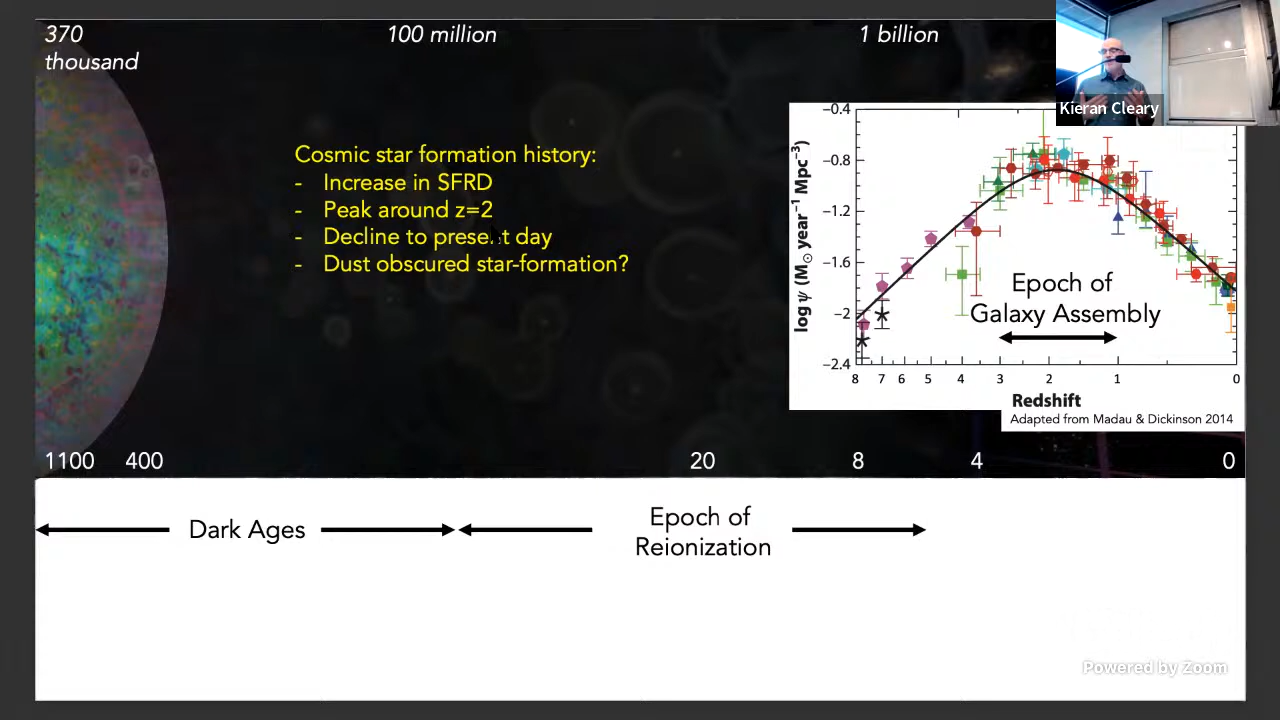 370
thousand
100 million
1 billion
Kieran Cleary
Cosmic star formation history:
- Increase in SFRD
- Peak around z=2
- Decline to present day
- Dust obscured star-formation?
log ψ (M⊙ year⁻¹ Mpc⁻³)
−0.4
−0.8
−1.2
−1.6
−2
−2.4
Epoch of
Galaxy Assembly
8 7 6 5 4 3 2 1 0
Redshift
Adapted from Madau & Dickinson 2014
1100 400 20 8 4 0
Dark Ages
Epoch of
Reionization
Powered by Zoom